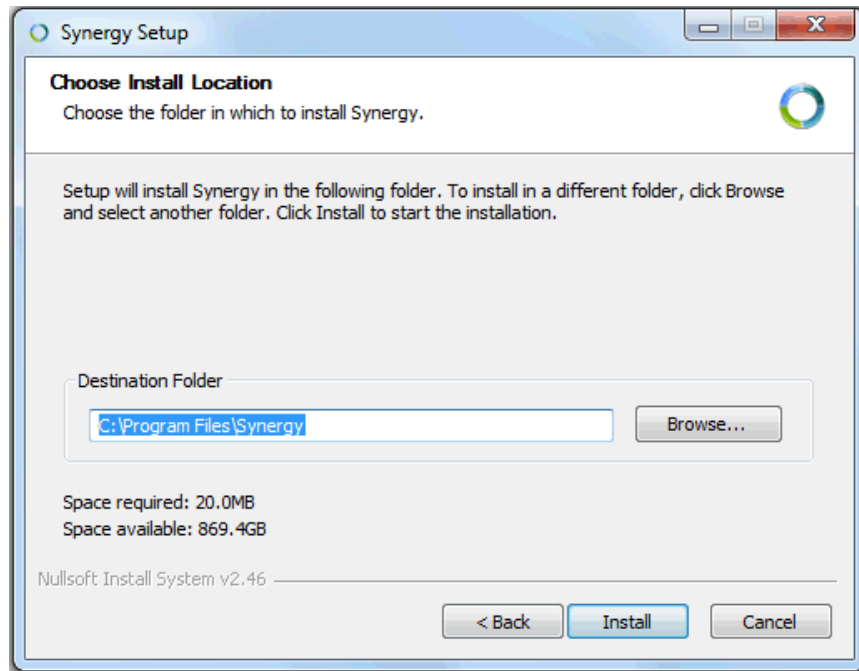 Synergy Setup
Choose Install Location
Choose the folder in which to install Synergy.
Setup will install Synergy in the following folder. To install in a different folder, click Browse
and select another folder. Click Install to start the installation.
Destination Folder
C:\Program Files\Synergy
Browse...
Space required: 20.0MB
Space available: 869.4GB
Nullsoft Install System v2.46
< Back
Install
Cancel